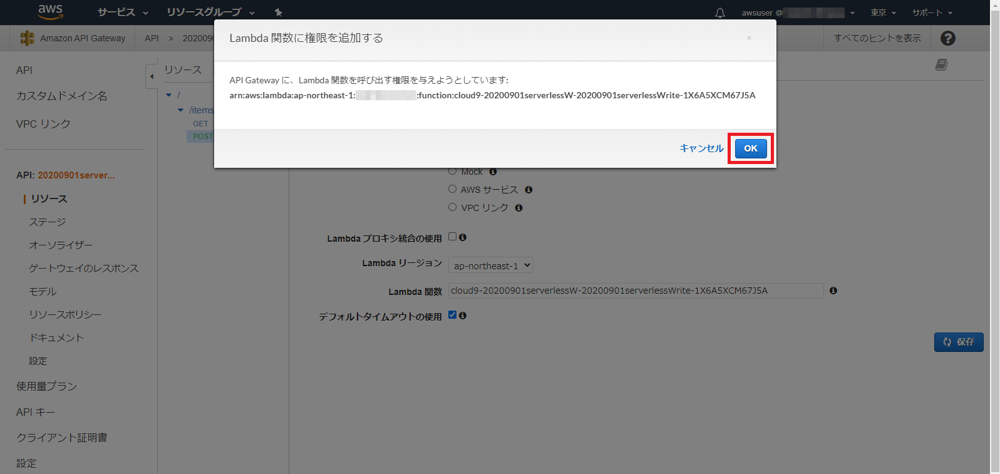 aws サービス リソースグループ awsuser @ 東京 サポート
Amazon API Gateway API > 2020090 すべてのヒントを表示
Lambda 関数に権限を追加する
API Gateway に、Lambda 関数を呼び出す権限を与えようとしています:
arn:aws:lambda:ap-northeast-1: :function:cloud9-20200901serverlessW-20200901serverlessWrite-1X6A5XCM67J5A
キャンセル OK
API
カスタムドメイン名
VPC リンク
API: 20200901server...
リソース
ステージ
オーソライザー
ゲートウェイのレスポンス
モデル
リソースポリシー
ドキュメント
設定
使用量プラン
API キー
クライアント証明書
設定
リソース
/
/items
GET
POST
Mock
AWS サービス
VPC リンク
Lambda プロキシ統合の使用
Lambda リージョン ap-northeast-1
Lambda 関数 cloud9-20200901serverlessW-20200901serverlessWrite-1X6A5XCM67J5A
デフォルトタイムアウトの使用
保存